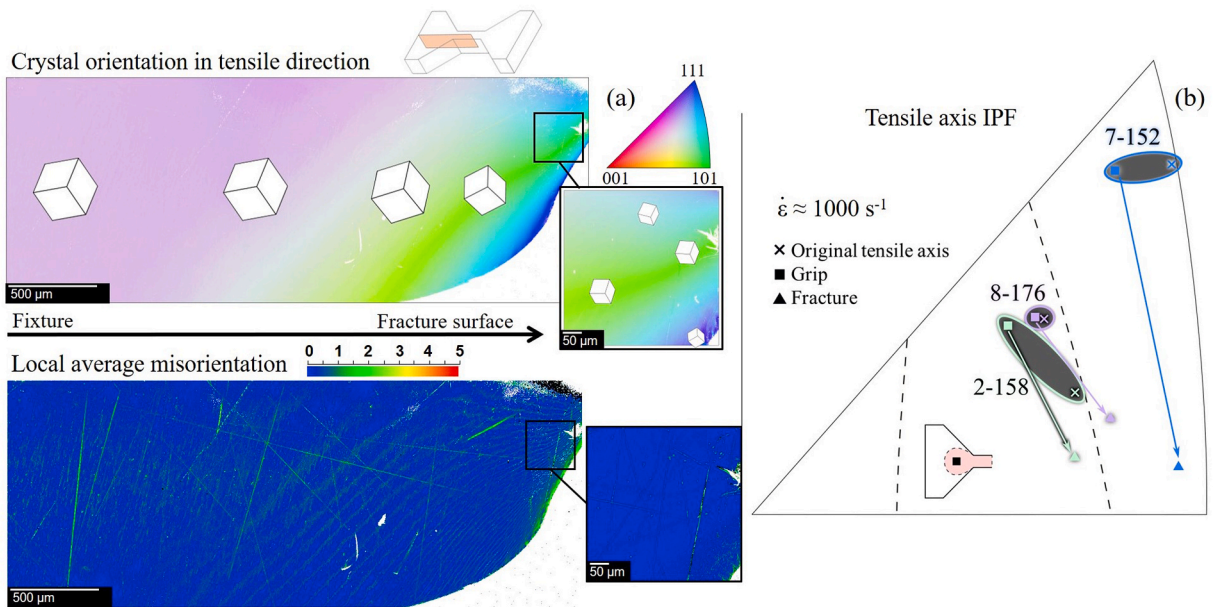 Crystal orientation in tensile direction
(a)
111
001
101
500 µm
50 µm
Fixture
Fracture surface
Local average misorientation
0 1 2 3 4 5
500 µm
50 µm
(b)
Tensile axis IPF
7-152
ε̇ ≈ 1000 s⁻¹
× Original tensile axis
■ Grip
▲ Fracture
8-176
2-158